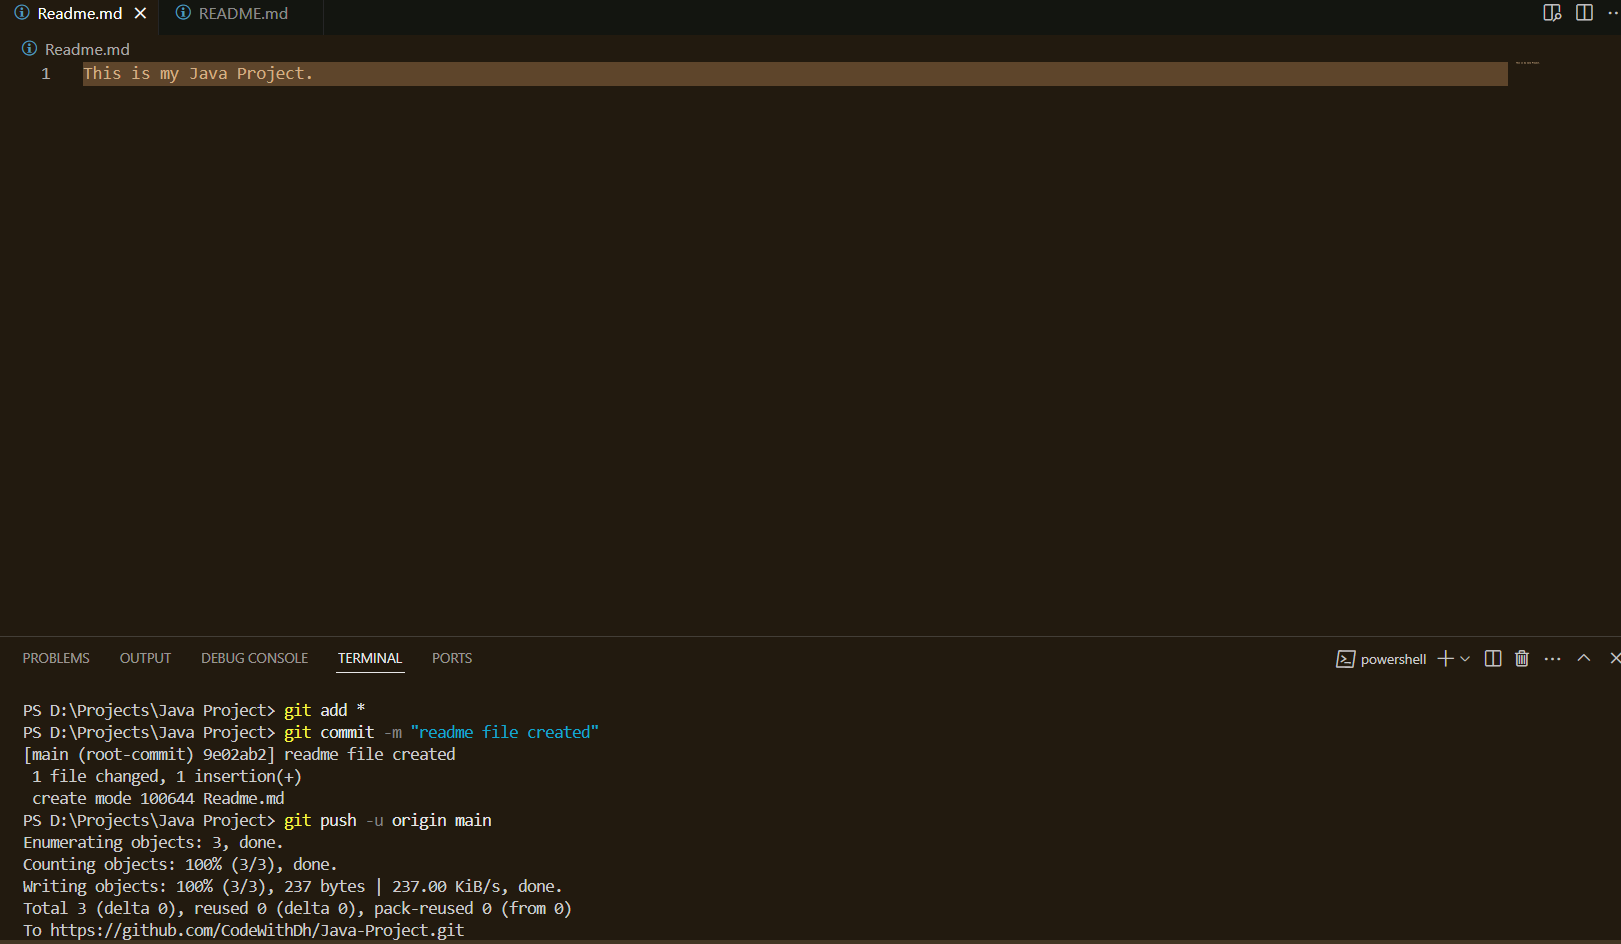 Readme.md README.md
Readme.md
1 This is my Java Project.
PROBLEMS OUTPUT DEBUG CONSOLE TERMINAL PORTS powershell
PS D:\Projects\Java Project> git add *
PS D:\Projects\Java Project> git commit -m "readme file created"
[main (root-commit) 9e02ab2] readme file created
 1 file changed, 1 insertion(+)
 create mode 100644 Readme.md
PS D:\Projects\Java Project> git push -u origin main
Enumerating objects: 3, done.
Counting objects: 100% (3/3), done.
Writing objects: 100% (3/3), 237 bytes | 237.00 KiB/s, done.
Total 3 (delta 0), reused 0 (delta 0), pack-reused 0 (from 0)
To https://github.com/CodeWithDh/Java-Project.git